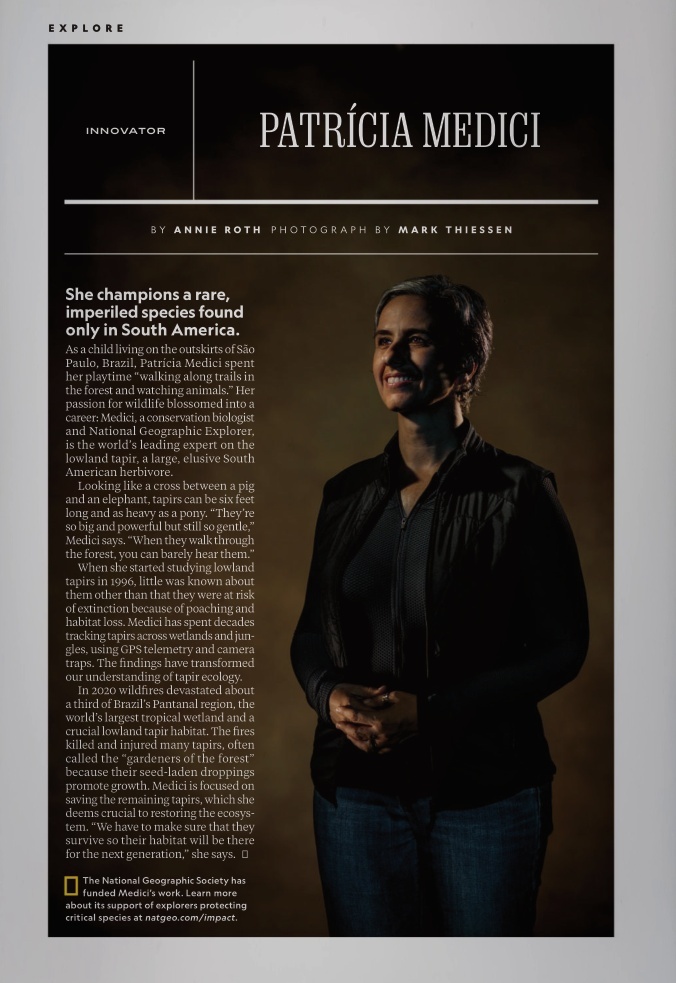 EXPLORE
INNOVATOR
PATRÍCIA MEDICI
BY ANNIE ROTH PHOTOGRAPH BY MARK THIESSEN
She champions a rare,
imperiled species found
only in South America.
As a child living on the outskirts of São
Paulo, Brazil, Patrícia Medici spent
her playtime “walking along trails in
the forest and watching animals.” Her
passion for wildlife blossomed into a
career: Medici, a conservation biologist
and National Geographic Explorer,
is the world’s leading expert on the
lowland tapir, a large, elusive South
American herbivore.
Looking like a cross between a pig
and an elephant, tapirs can be six feet
long and as heavy as a pony. “They’re
so big and powerful but still so gentle,”
Medici says. “When they walk through
the forest, you can barely hear them.”
When she started studying lowland
tapirs in 1996, little was known about
them other than that they were at risk
of extinction because of poaching and
habitat loss. Medici has spent decades
tracking tapirs across wetlands and jun-
gles, using GPS telemetry and camera
traps. The findings have transformed
our understanding of tapir ecology.
In 2020 wildfires devastated about
a third of Brazil’s Pantanal region, the
world’s largest tropical wetland and a
crucial lowland tapir habitat. The fires
killed and injured many tapirs, often
called the “gardeners of the forest”
because their seed-laden droppings
promote growth. Medici is focused on
saving the remaining tapirs, which she
deems crucial to restoring the ecosys-
tem. “We have to make sure that they
survive so their habitat will be there
for the next generation,” she says.
The National Geographic Society has
funded Medici’s work. Learn more
about its support of explorers protecting
critical species at natgeo.com/impact.